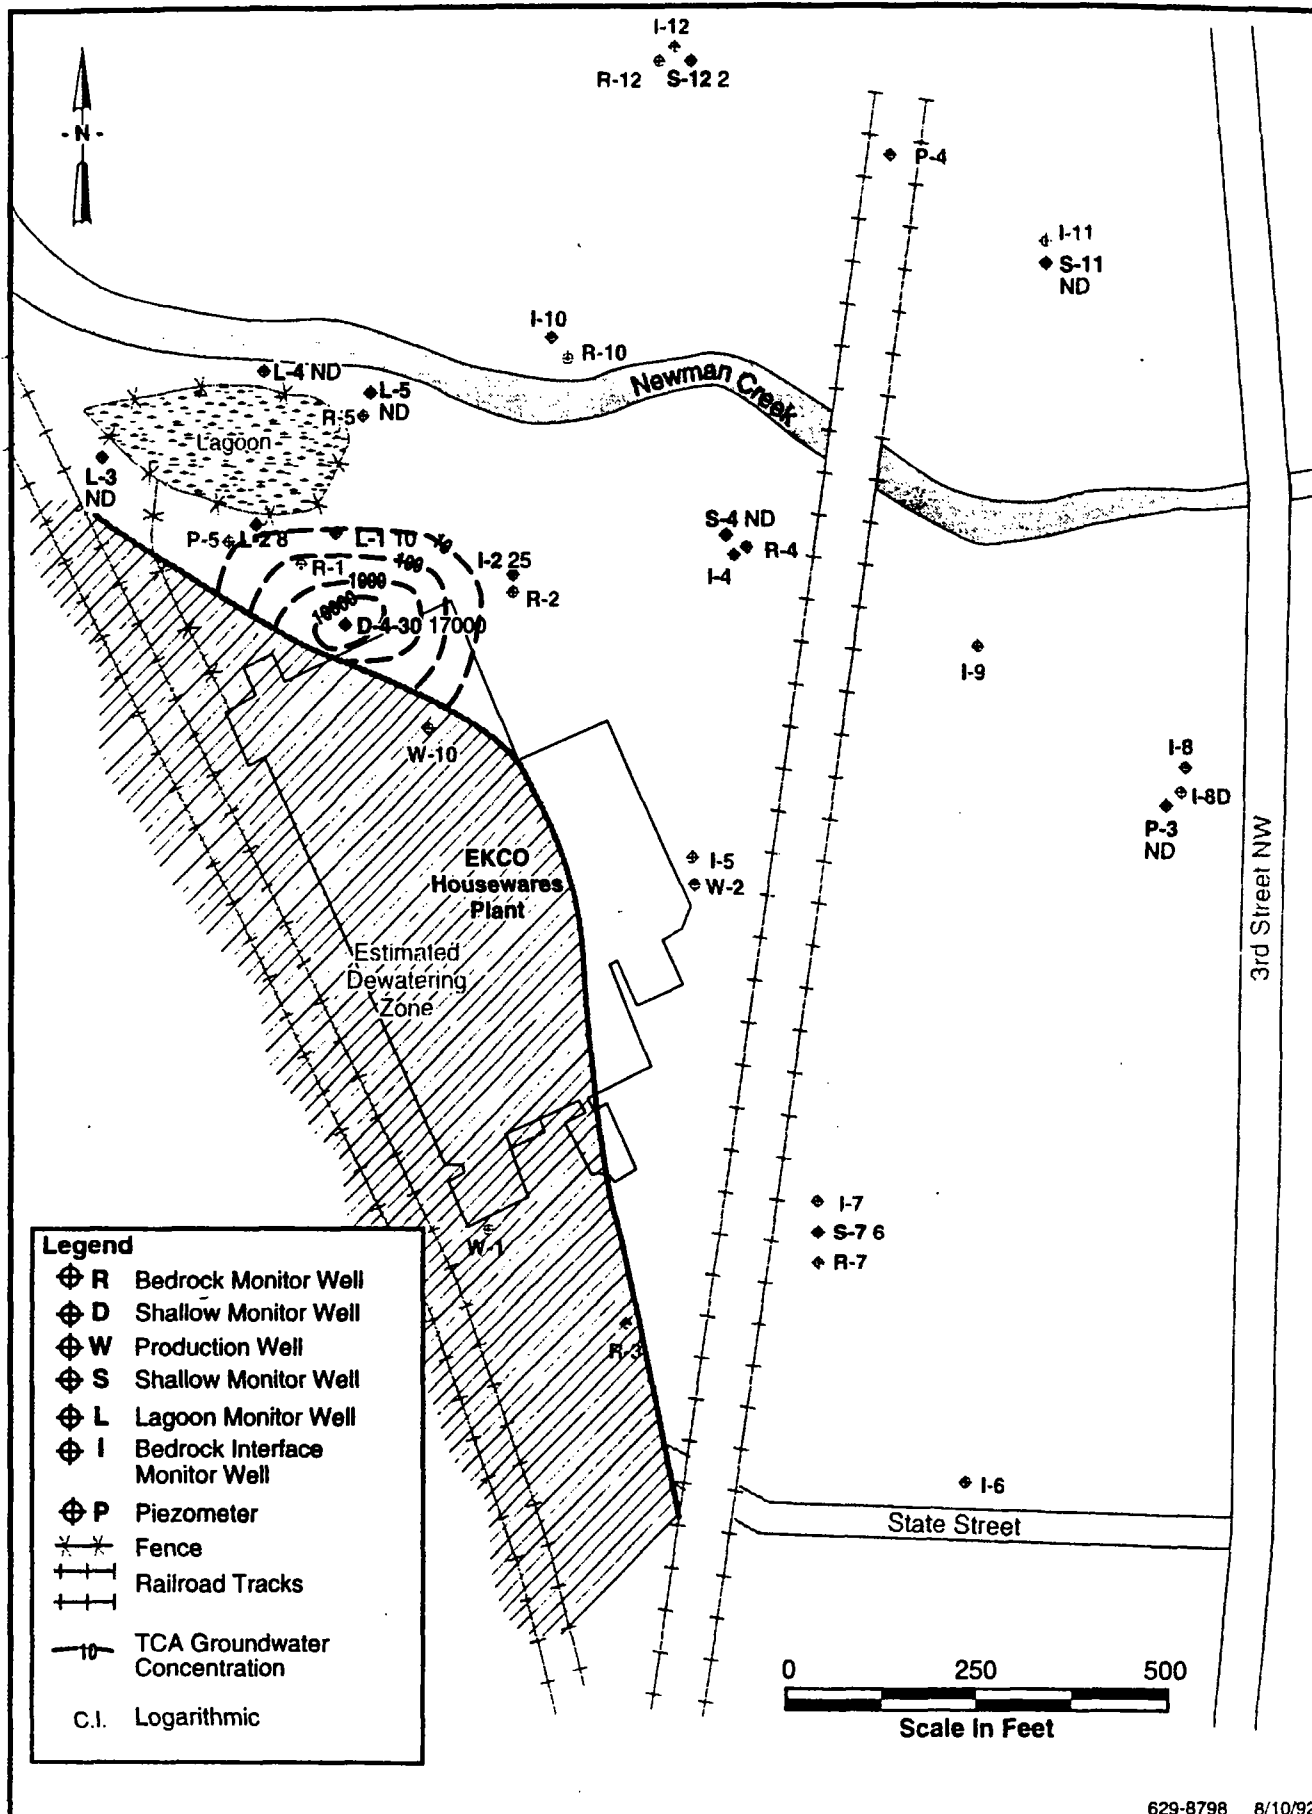 I-12
R-12 S-12 2
- N -
P-4
I-11
S-11
ND
I-10
R-10
Newman Creek
L-4 ND
L-5
ND
R-5
Lagoon
L-3
ND
S-4 ND
R-4
I-4
P-5 L-2 8
L-1 10
10
100
1000
10000
R-1
I-2 25
R-2
D-4-30 17000
I-9
W-10
I-8
I-8D
P-3
ND
EKCO
Housewares
Plant
I-5
W-2
3rd Street NW
Estimated
Dewatering
Zone
I-7
S-7 6
R-7
W-1
R-3
I-6
State Street
Legend
R Bedrock Monitor Well
D Shallow Monitor Well
W Production Well
S Shallow Monitor Well
L Lagoon Monitor Well
I Bedrock Interface
Monitor Well
P Piezometer
Fence
Railroad Tracks
10 TCA Groundwater
Concentration
C.I. Logarithmic
0 250 500
Scale in Feet
629-8798 8/10/92